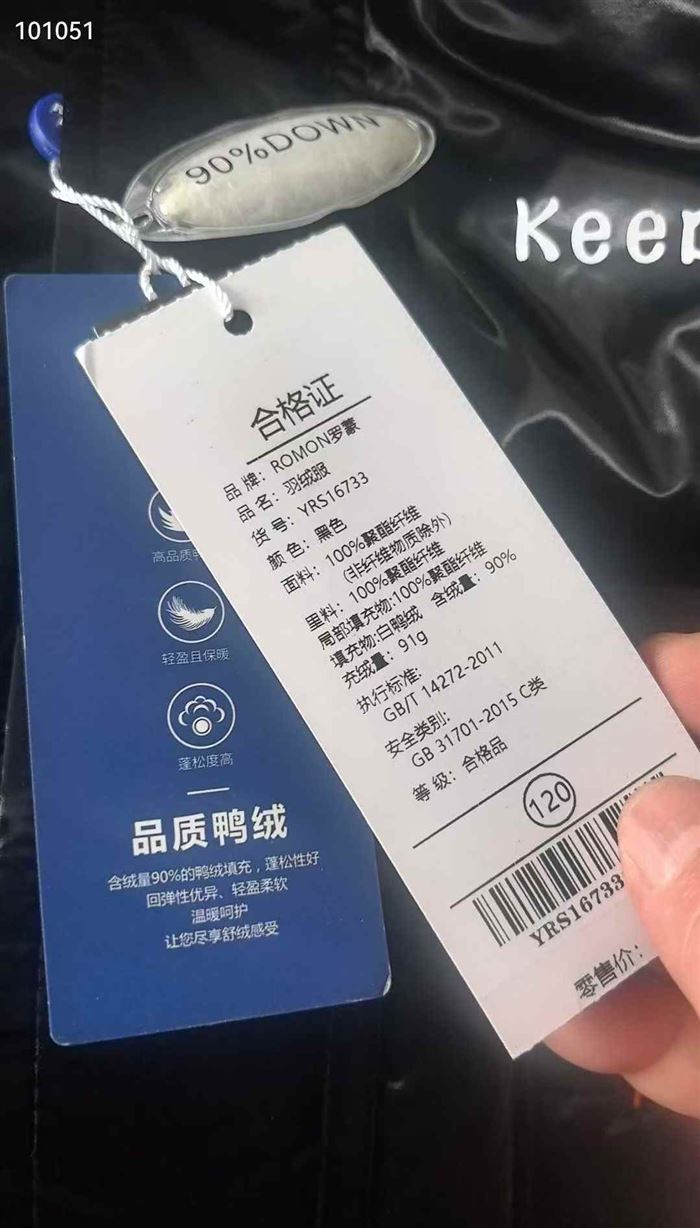 101051
90%DOWN
Keep
合格证
品 牌：ROMON罗蒙
品 名：羽绒服
货 号：YRS16733
颜 色：黑色
面料：100%聚酯纤维
(非纤维物质除外)
里料：100%聚酯纤维
局部填充物:100%聚酯纤维
填充物:白鸭绒 含绒量：90%
充绒量：91g
执行标准:
GB/T 14272-2011
安全类别:
GB 31701-2015 C类
等 级：合格品
120
YRS16733
零售价：
轻盈且保暖
蓬松度高
品质鸭绒
含绒量90%的鸭绒填充，蓬松性好
回弹性优异、轻盈柔软
温暖呵护
让您尽享舒绒感受